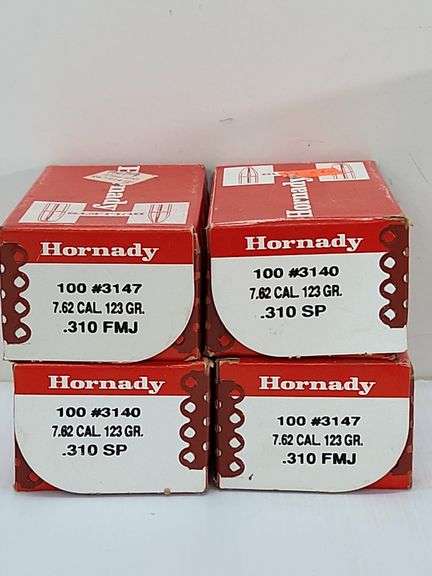 Hornady
Hornady
Hornady
100 #3147
7.62 CAL. 123 GR.
.310 FMJ
Hornady
100 #3140
7.62 CAL. 123 GR.
.310 SP
Hornady
100 #3140
7.62 CAL. 123 GR.
.310 SP
Hornady
100 #3147
7.62 CAL. 123 GR.
.310 FMJ